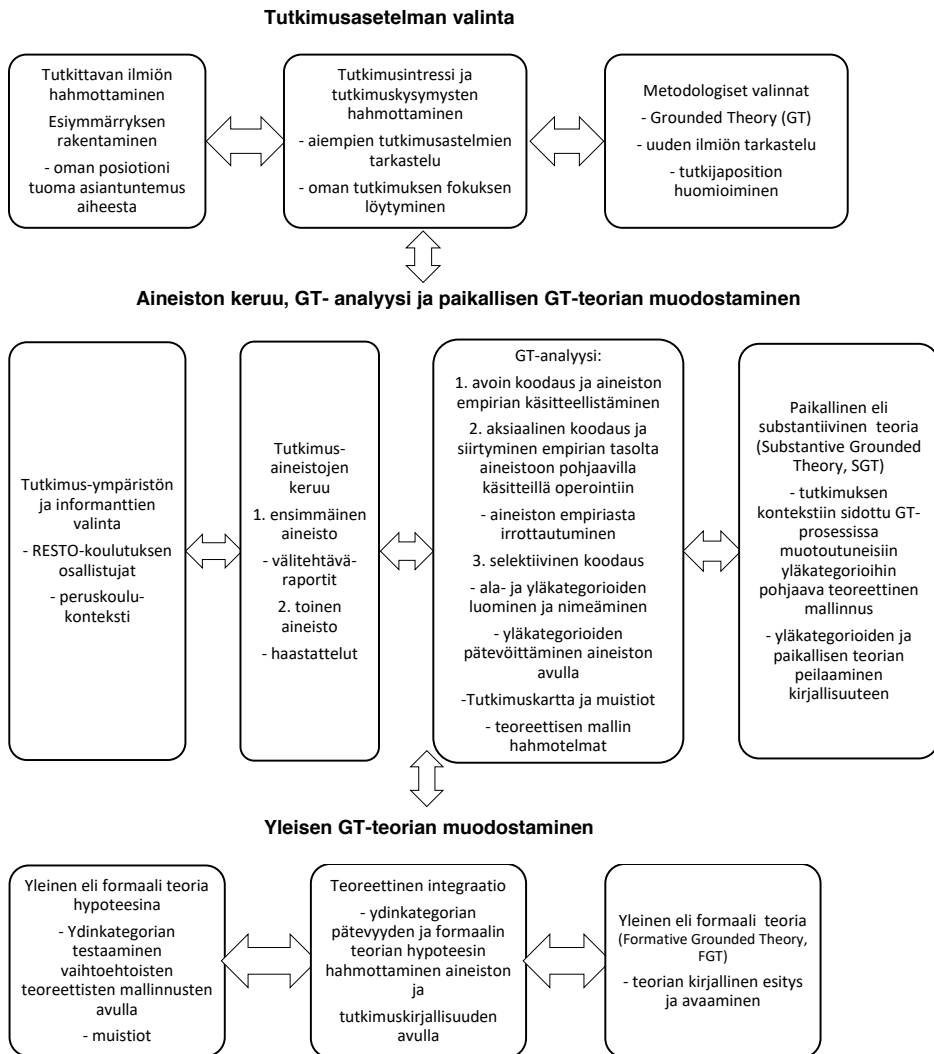 Tutkimusasetelman valinta
Tutkittavan ilmiön
hahmottaminen
Esiymmärryksen
rakentaminen
- oman posiotioni
tuoma asiantuntemus
aiheesta
Tutkimusintressi ja
tutkimuskysymysten
hahmottaminen
- aiempien tutkimusastelmien
tarkastelu
- oman tutkimuksen fokuksen
löytyminen
Metodologiset valinnat
- Grounded Theory (GT)
- uuden ilmiön tarkastelu
- tutkijaposition
huomioiminen
Aineiston keruu, GT- analyysi ja paikallisen GT-teorian muodostaminen
Tutkimus-ympäristön
ja informanttien
valinta
- RESTO-koulutuksen
osallistujat
- peruskoulu-
konteksti
Tutkimus-
aineistojen
keruu
1. ensimmäinen
aineisto
- välitehtävä-
raportit
2. toinen
aineisto
- haastattelut
GT-analyysi:
1. avoin koodaus ja aineiston
empirian käsitteellistäminen
2. aksiaalinen koodaus ja
siirtyminen empirian tasolta
aineistoon pohjaavilla
käsitteillä operointiin
- aineiston empiriasta
irrottautuminen
3. selektiivinen koodaus
- ala- ja yläkategorioiden
luominen ja nimeäminen
- yläkategorioiden
pätevöittäminen aineiston
avulla
-Tutkimuskartta ja muistiot
- teoreettisen mallin
hahmotelmat
Paikallinen eli
substantiivinen teoria
(Substantive Grounded
Theory, SGT)
- tutkimuksen
kontekstiin sidottu GT-
prosessissa
muotoutuneisiin
yläkategorioihin
pohjaava teoreettinen
mallinnus
- yläkategorioiden ja
paikallisen teorian
peilaaminen
kirjallisuuteen
Yleisen GT-teorian muodostaminen
Yleinen eli formaali teoria
hypoteesina
- Ydinkategorian
testaaminen
vaihtoehtoisten
teoreettisten mallinnusten
avulla
- muistiot
Teoreettinen integraatio
- ydinkategorian
pätevyyden ja formaalin
teorian hypoteesin
hahmottaminen aineiston
ja
tutkimuskirjallisuuden
avulla
Yleinen eli formaali teoria
(Formative Grounded Theory,
FGT)
- teorian kirjallinen esitys
ja avaaminen